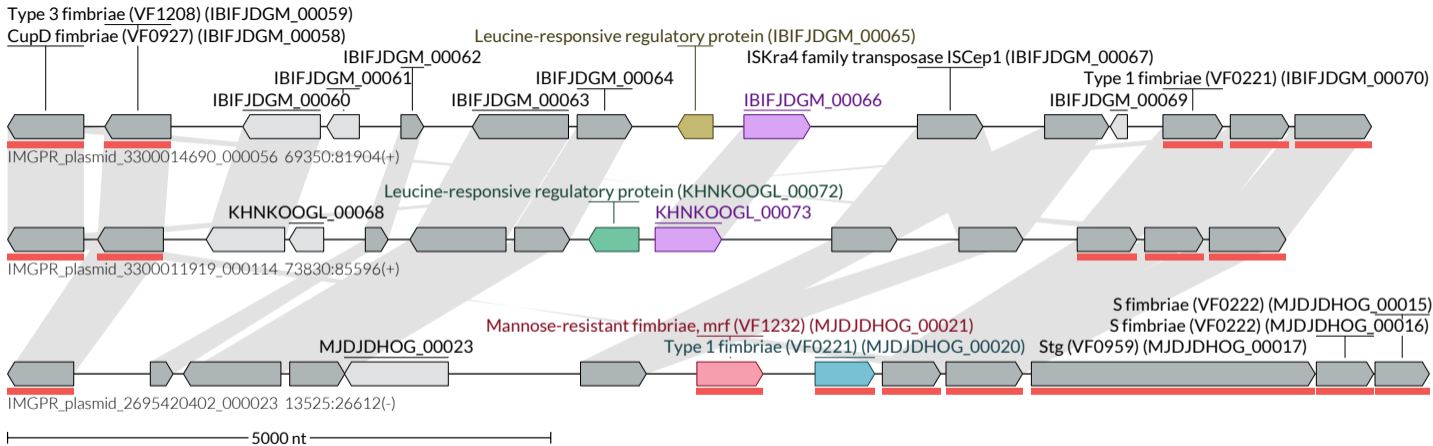 Type 3 fimbriae (VF1208) (IBIFJDGM_00059)
CupD fimbriae (VF0927) (IBIFJDGM_00058)
Leucine-responsive regulatory protein (IBIFJDGM_00065)
IBIFJDGM_00062
ISKra4 family transposase ISCep1 (IBIFJDGM_00067)
IBIFJDGM_00061
IBIFJDGM_00064
Type 1 fimbriae (VF0221) (IBIFJDGM_00070)
IBIFJDGM_00060
IBIFJDGM_00063
IBIFJDGM_00066
IBIFJDGM_00069
IMGPR_plasmid_3300014690_000056 69350:81904(+)
Leucine-responsive regulatory protein (KHNKOOGL_00072)
KHNKOOGL_00068
KHNKOOGL_00073
IMGPR_plasmid_3300011919_000114 73830:85596(+)
S fimbriae (VF0222) (MJDJDHOG_00015)
Mannose-resistant fimbriae, mrf (VF1232) (MJDJDHOG_00021)
S fimbriae (VF0222) (MJDJDHOG_00016)
MJDJDHOG_00023
Type 1 fimbriae (VF0221) (MJDJDHOG_00020)
Stg (VF0959) (MJDJDHOG_00017)
IMGPR_plasmid_2695420402_000023 13525:26612(-)
5000 nt